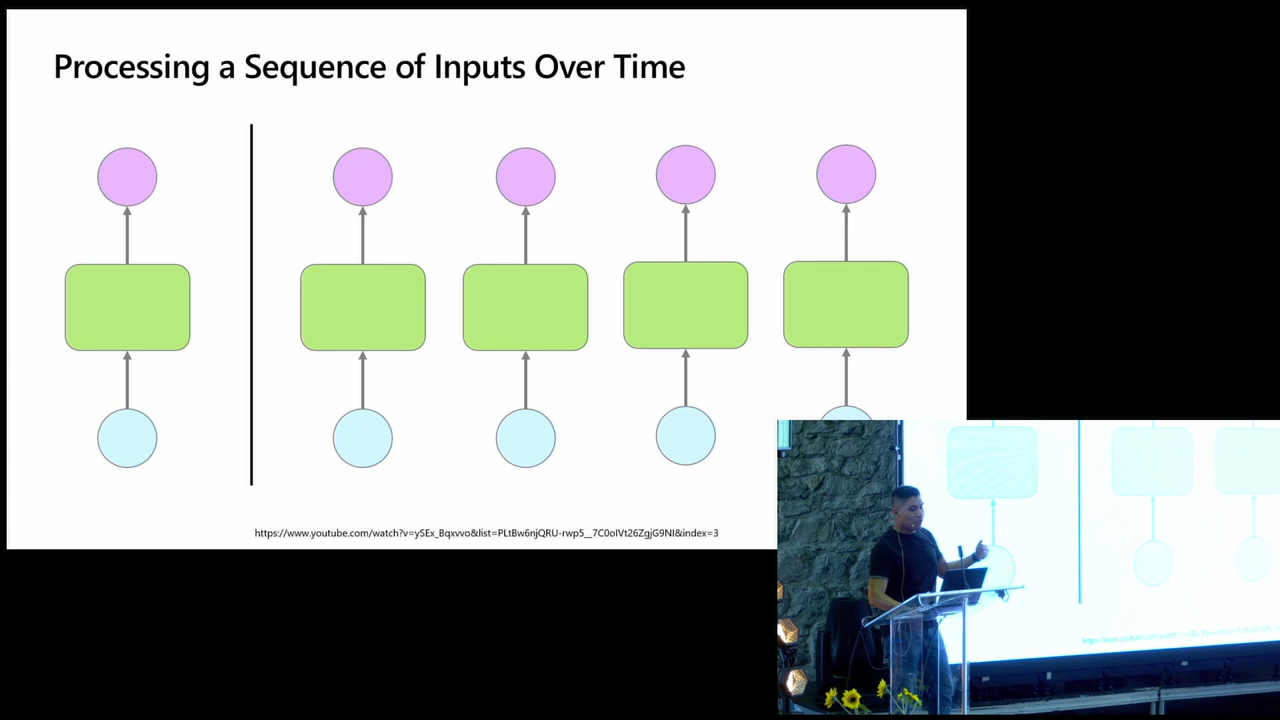 Processing a Sequence of Inputs Over Time
https://www.youtube.com/watch?v=ySEx_Bqxvvo&list=PLtBw6njQRU-rwp5__7C0oIVt26ZgjG9NI&index=3